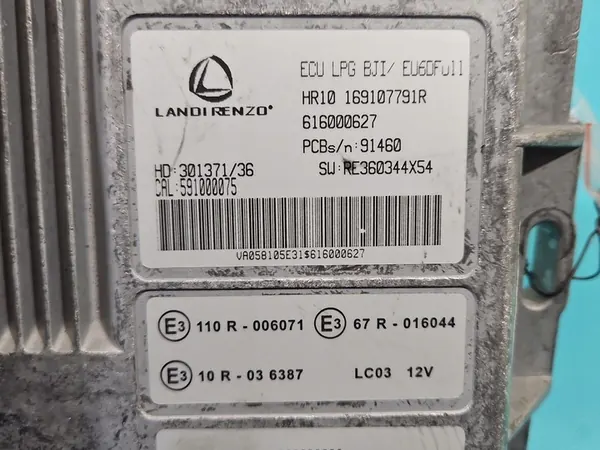 LANDIRENZO®
ECU LPG BJI/ EU6DFull
HR10 169107791R
616000627
PCBs/n:91460
HD:301371/36 SW:RE360344X54
CAL:591000075
VA058105E31$616000627
E3 110 R - 006071 E3 67 R - 016044
E3 10 R - 03 6387 LC03 12V